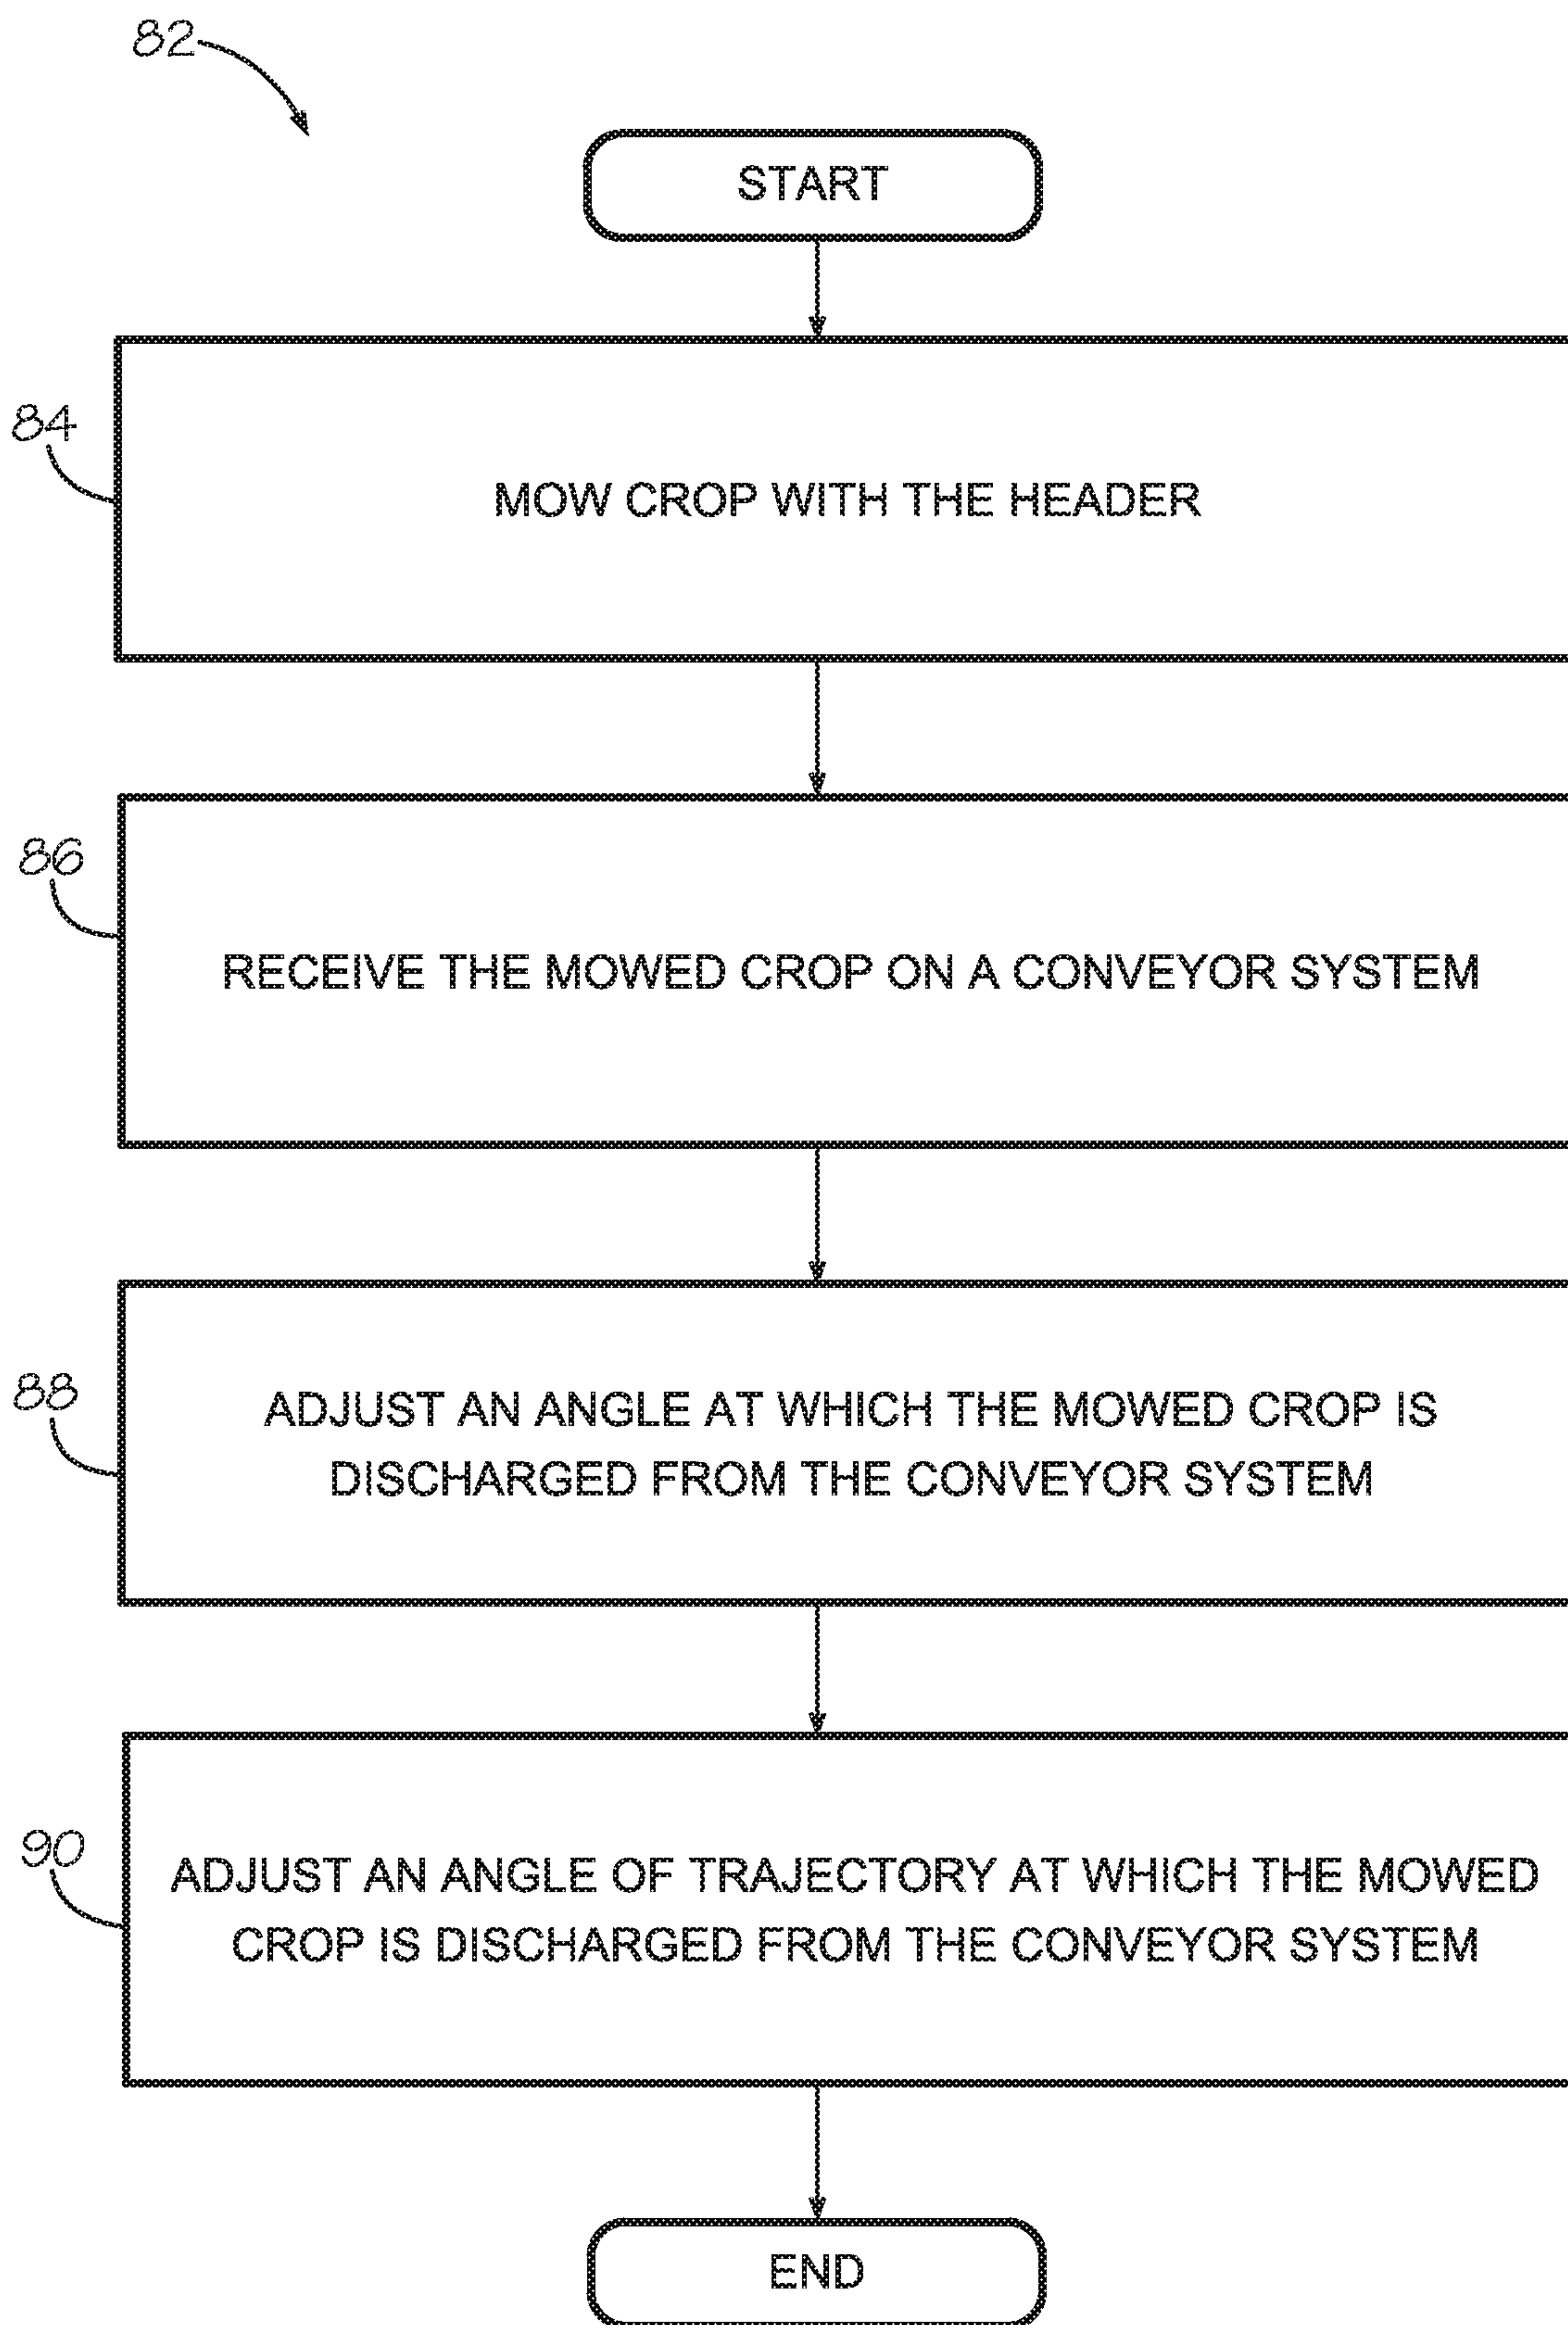 82
START
84
MOW CROP WITH THE HEADER
86
RECEIVE THE MOWED CROP ON A CONVEYOR SYSTEM
88
ADJUST AN ANGLE AT WHICH THE MOWED CROP IS
DISCHARGED FROM THE CONVEYOR SYSTEM
90
ADJUST AN ANGLE OF TRAJECTORY AT WHICH THE MOWED
CROP IS DISCHARGED FROM THE CONVEYOR SYSTEM
END